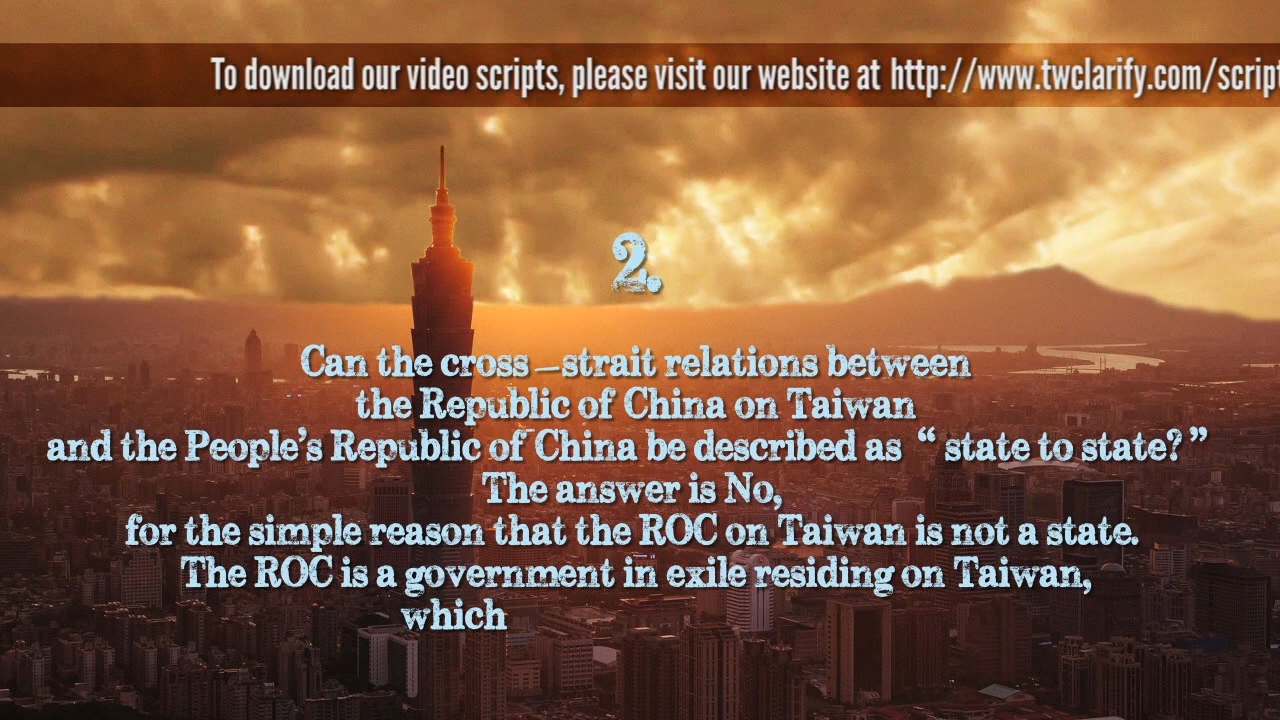 To download our video scripts, please visit our website at http://www.twclarify.com/script
2.
Can the cross–strait relations between
the Republic of China on Taiwan
and the People's Republic of China be described as “ state to state? ”
The answer is No,
for the simple reason that the ROC on Taiwan is not a state.
The ROC is a government in exile residing on Taiwan,
which